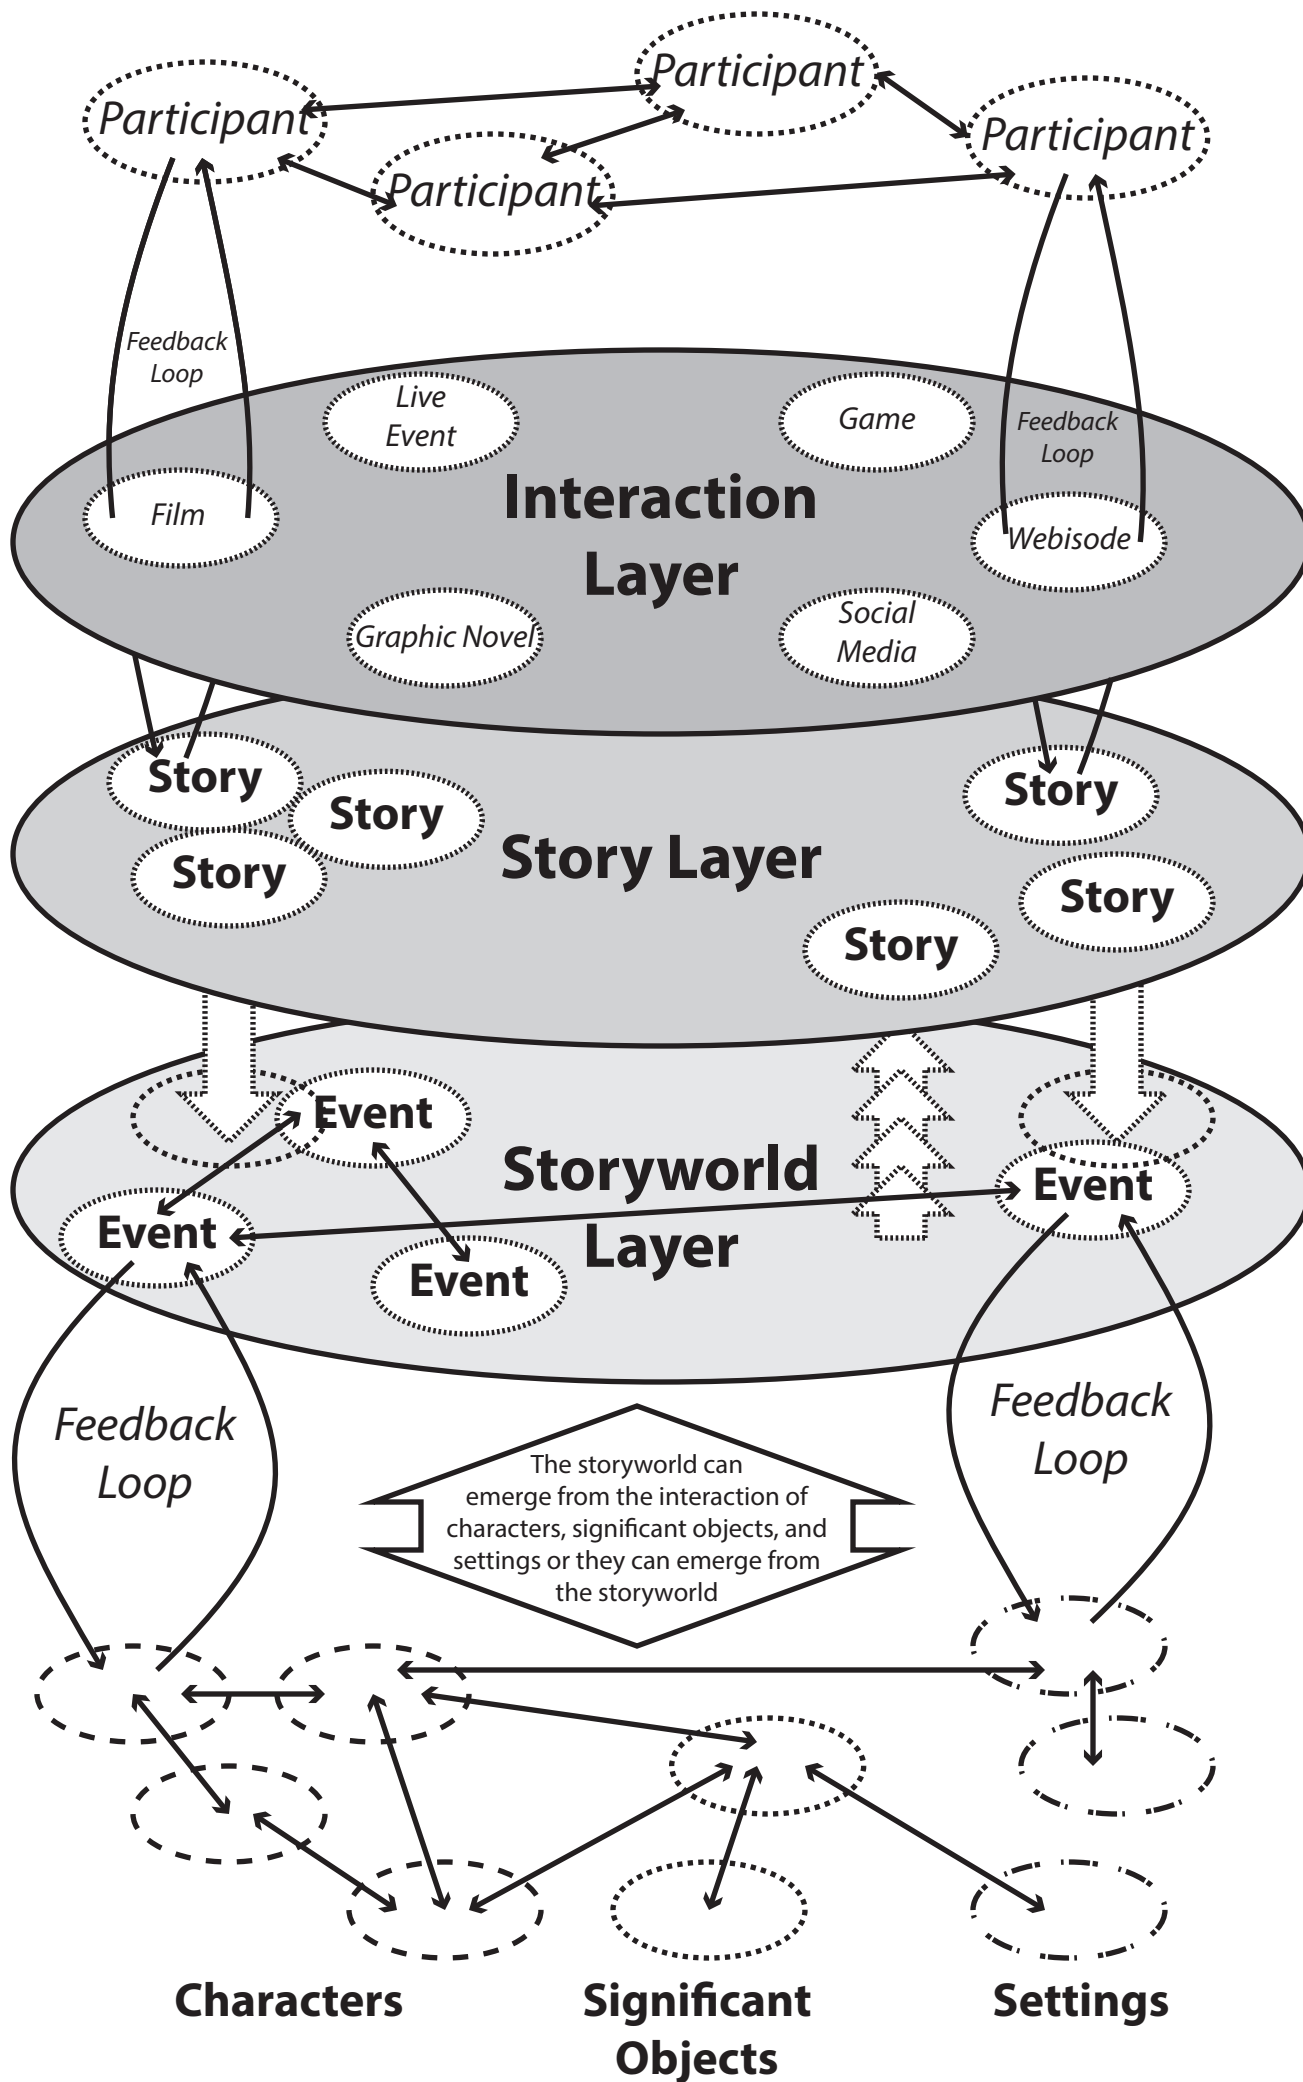 Participant
Participant
Participant
Participant
Feedback
Loop
Live
Event
Game
Feedback
Loop
Film
Interaction
Layer
Webisode
Graphic Novel
Social
Media
Story
Story
Story
Story Layer
Story
Story
Story
Event
Storyworld
Layer
Event
Event
Event
Feedback
Loop
Feedback
Loop
The storyworld can
emerge from the interaction of
characters, significant objects, and
settings or they can emerge from
the storyworld
Characters
Significant
Objects
Settings